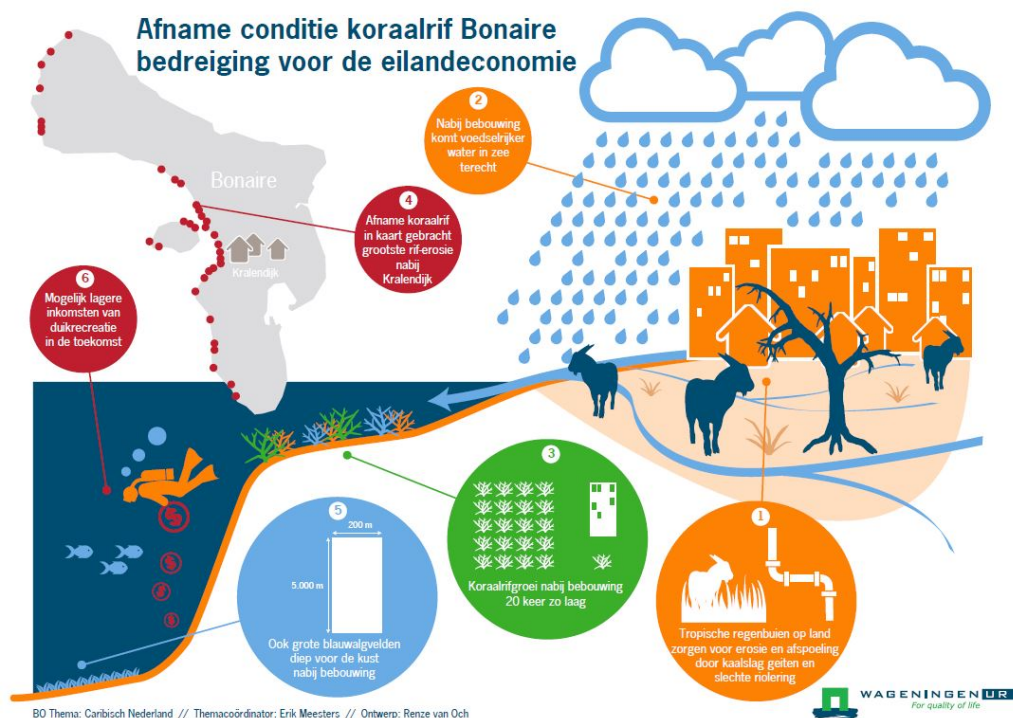 Afname conditie koraalrif Bonaire
bedreiging voor de eilandeconomie
2
Nabij bebouwing
komt voedselrijker
water in zee
terecht
Bonaire
4
Afname koraalrif
in kaart gebracht
grootste rif-erosie
nabij
Kralendijk
Kralendijk
6
Mogelijk lagere
inkomsten van
duikrecreatie
in de toekomst
3
Koraalrifgroei nabij bebouwing
20 keer zo laag
5
200 m
5.000 m
Ook grote blauwalgvelden
diep voor de kust
nabij bebouwing
1
Tropische regenbuien op land
zorgen voor erosie en afspoeling
door kaalslag geiten en
slechte riolering
$
$
$
$
BO Thema: Caribisch Nederland // Themacoördinator: Erik Meesters // Ontwerp: Renze van Och
WAGENINGEN UR
For quality of life